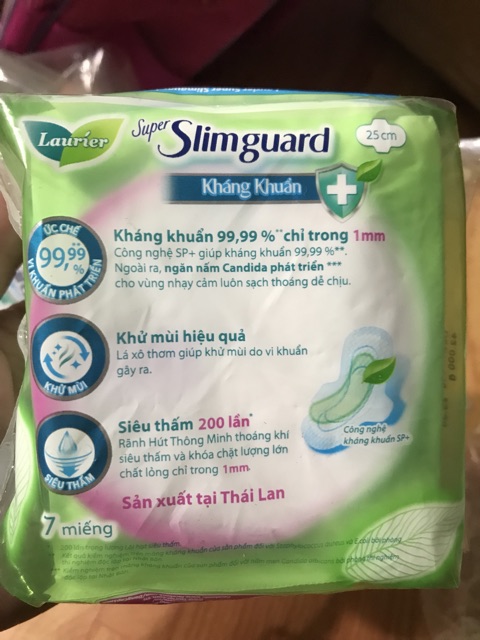 Laurier
Super Slimguard
25 cm
Kháng Khuẩn
ỨC CHẾ
99,99 %
VI KHUẨN PHÁT TRIỂN
Kháng khuẩn 99,99 %** chỉ trong 1mm
Công nghệ SP+ giúp kháng khuẩn 99,99 %**.
Ngoài ra, ngăn nấm Candida phát triển ***
cho vùng nhạy cảm luôn sạch thoáng dễ chịu.
KHỬ MÙI
Khử mùi hiệu quả
Lá xô thơm giúp khử mùi do vi khuẩn
gây ra.
SIÊU THẤM
Siêu thấm 200 lần*
Rãnh Hút Thông Minh thoáng khí
siêu thấm và khóa chặt lượng lớn
chất lỏng chỉ trong 1mm
Công nghệ
kháng khuẩn SP+
Sản xuất tại Thái Lan
7 miếng